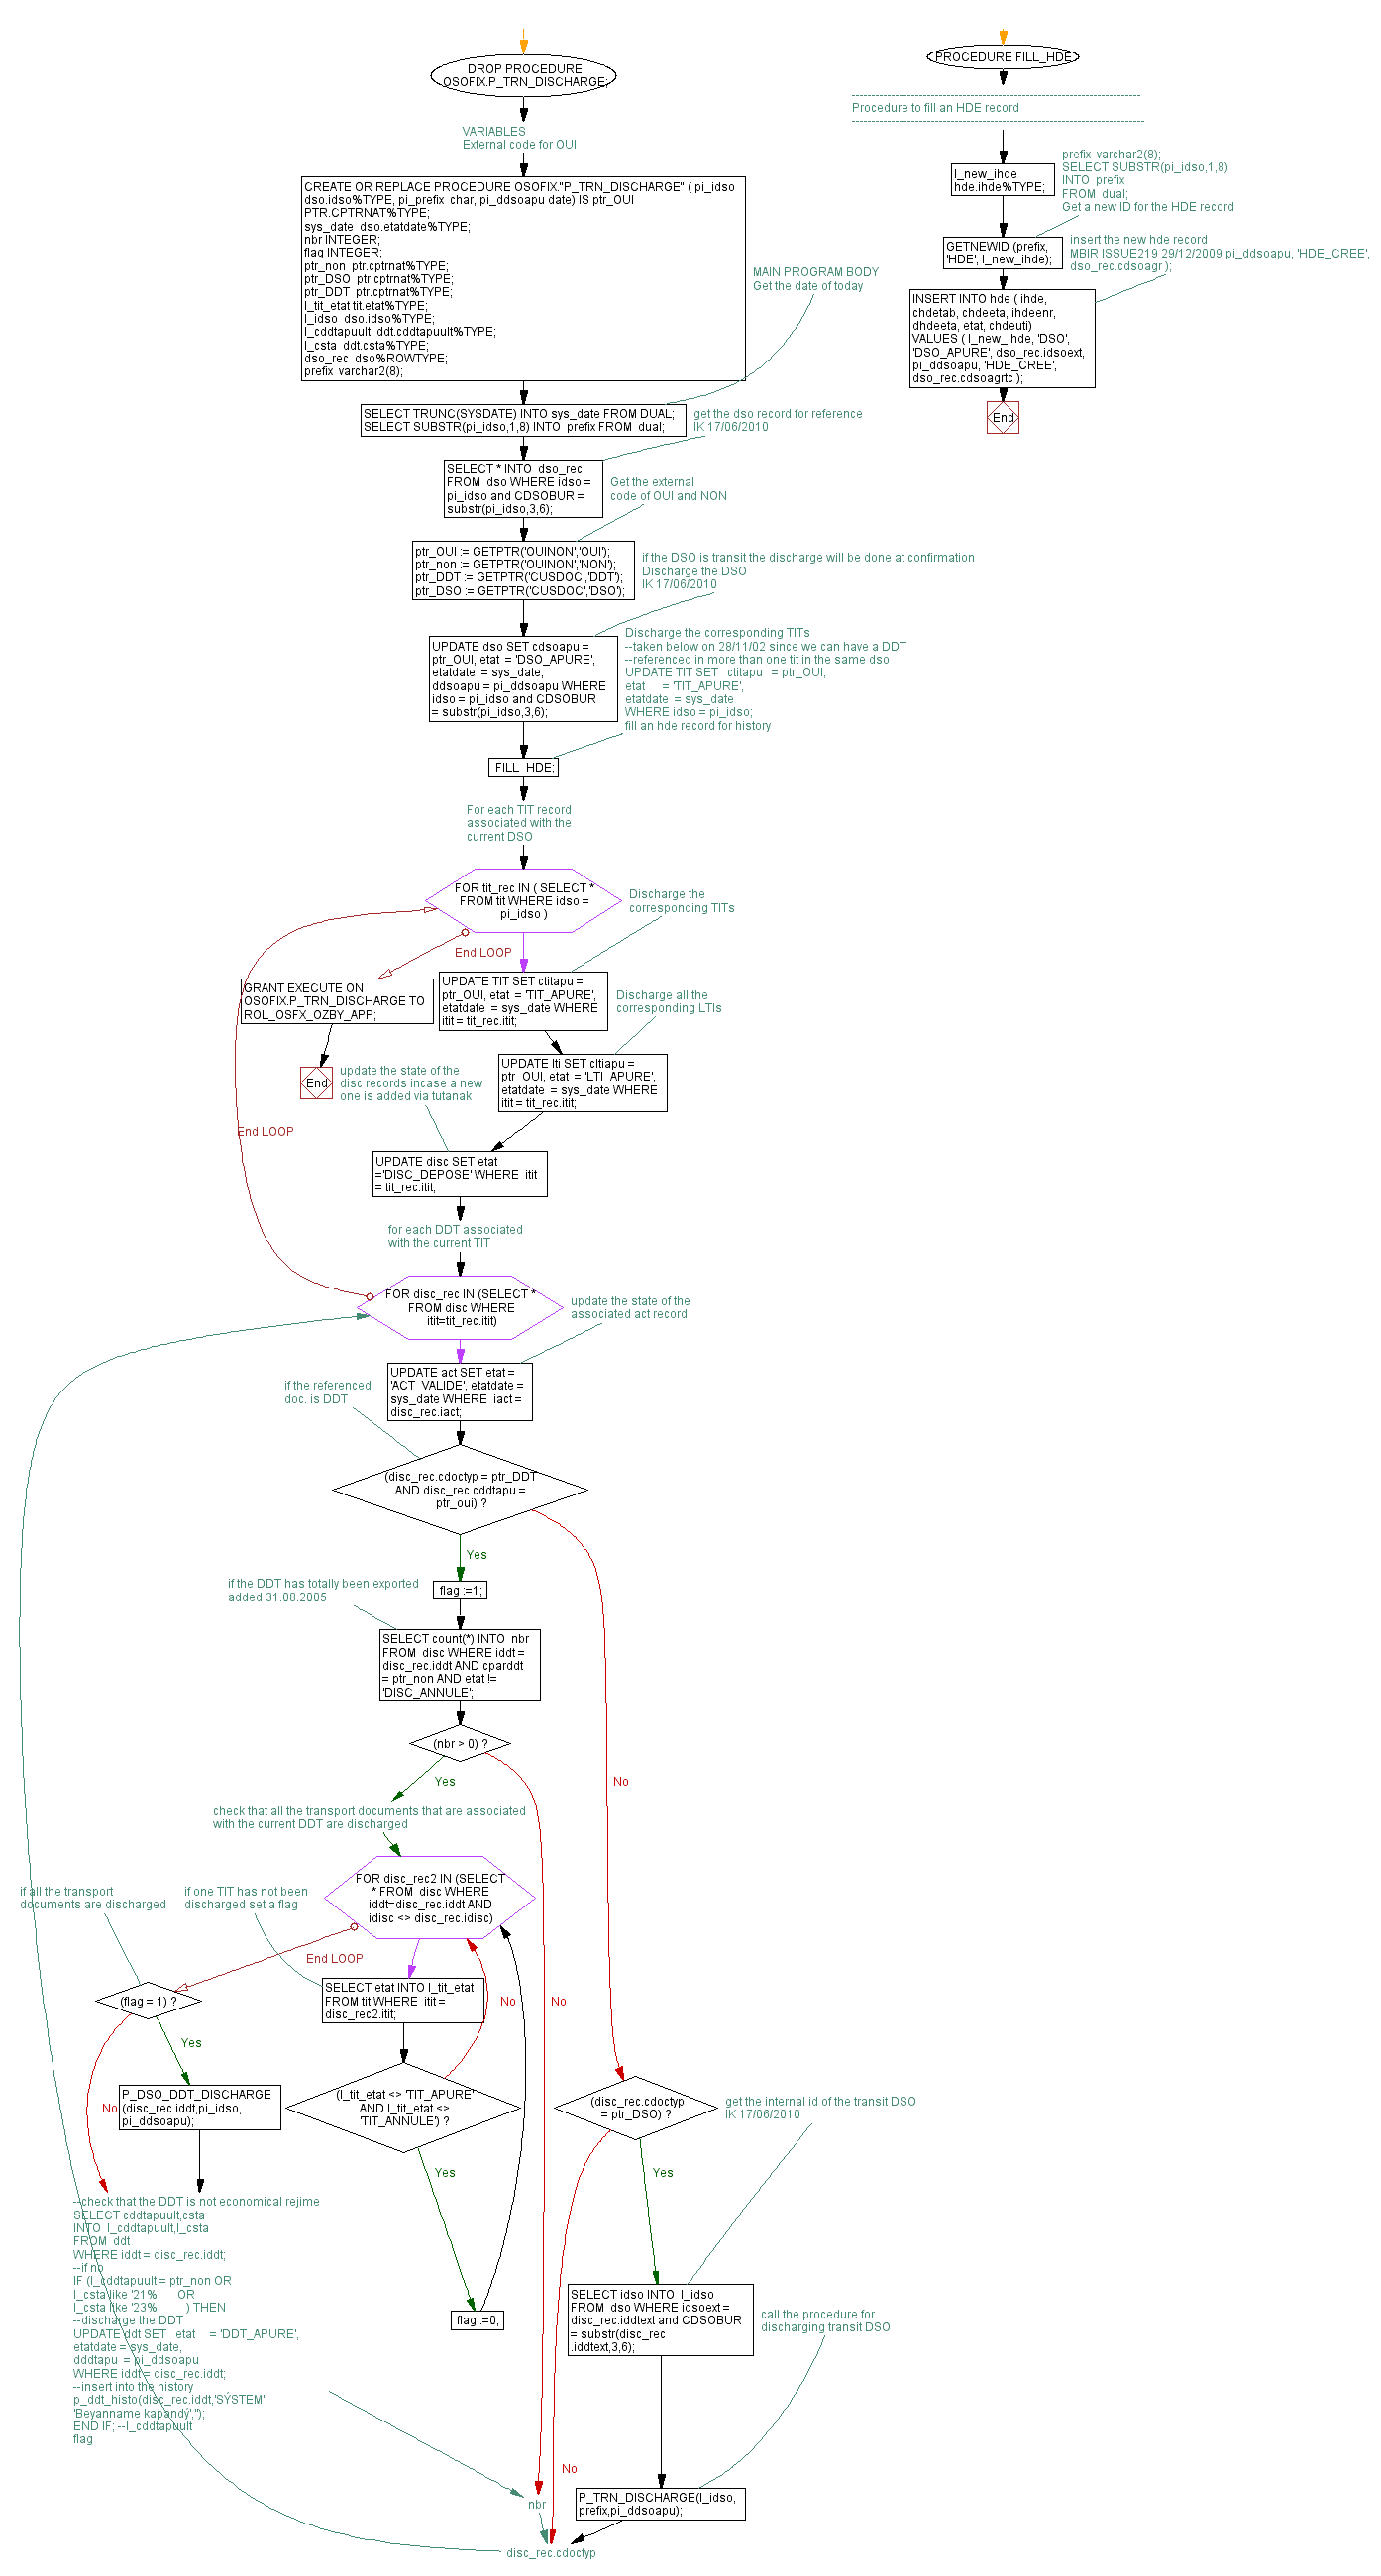 DROP PROCEDURE
OSOFIX.P_TRN_DISCHARGE;
VARIABLES
External code for OUI
CREATE OR REPLACE PROCEDURE OSOFIX."P_TRN_DISCHARGE" ( pi_idso
dso.idso%TYPE, pi_prefix char, pi_ddsoapu date) IS ptr_OUI
PTR.CPTRNAT%TYPE;
sys_date dso.etatdate%TYPE;
nbr INTEGER;
flag INTEGER;
ptr_non ptr.cptrnat%TYPE;
ptr_DSO ptr.cptrnat%TYPE;
ptr_DDT ptr.cptrnat%TYPE;
l_tit_etat tit.etat%TYPE;
l_idso dso.idso%TYPE;
l_cddtapuult ddt.cddtapuult%TYPE;
l_csta ddt.csta%TYPE;
dso_rec dso%ROWTYPE;
prefix varchar2(8);
MAIN PROGRAM BODY
Get the date of today
SELECT TRUNC(SYSDATE) INTO sys_date FROM DUAL;
SELECT SUBSTR(pi_idso,1,8) INTO prefix FROM dual;
get the dso record for reference
IK 17/06/2010
SELECT * INTO dso_rec
FROM dso WHERE idso =
pi_idso and CDSOBUR =
substr(pi_idso,3,6);
Get the external
code of OUI and NON
ptr_OUI := GETPTR('OUINON','OUI');
ptr_non := GETPTR('OUINON','NON');
ptr_DDT := GETPTR('CUSDOC','DDT');
ptr_DSO := GETPTR('CUSDOC','DSO');
if the DSO is transit the discharge will be done at confirmation
Discharge the DSO
IK 17/06/2010
UPDATE dso SET cdsoapu =
ptr_OUI, etat = 'DSO_APURE',
etatdate = sys_date,
ddsoapu = pi_ddsoapu WHERE
idso = pi_idso and CDSOBUR
= substr(pi_idso,3,6);
Discharge the corresponding TITs
--taken below on 28/11/02 since we can have a DDT
--referenced in more than one tit in the same dso
UPDATE TIT SET ctitapu = ptr_OUI,
etat = 'TIT_APURE',
etatdate = sys_date
WHERE idso = pi_idso;
fill an hde record for history
FILL_HDE;
For each TIT record
associated with the
current DSO
FOR tit_rec IN ( SELECT *
FROM tit WHERE idso =
pi_idso )
Discharge the
corresponding TITs
End LOOP
GRANT EXECUTE ON
OSOFIX.P_TRN_DISCHARGE TO
ROL_OSFX_OZBY_APP;
End
UPDATE TIT SET ctitapu =
ptr_OUI, etat = 'TIT_APURE',
etatdate = sys_date WHERE
itit = tit_rec.itit;
Discharge all the
corresponding LTIs
UPDATE lti SET cltiapu =
ptr_OUI, etat = 'LTI_APURE',
etatdate = sys_date WHERE
itit = tit_rec.itit;
update the state of the
disc records incase a new
one is added via tutanak
End LOOP
UPDATE disc SET etat
='DISC_DEPOSE' WHERE itit
= tit_rec.itit;
for each DDT associated
with the current TIT
FOR disc_rec IN (SELECT *
FROM disc WHERE
itit=tit_rec.itit)
update the state of the
associated act record
UPDATE act SET etat =
'ACT_VALIDE', etatdate =
sys_date WHERE iact =
disc_rec.iact;
if the referenced
doc. is DDT
(disc_rec.cdoctyp = ptr_DDT
AND disc_rec.cddtapu =
ptr_oui) ?
Yes
flag :=1;
if the DDT has totally been exported
added 31.08.2005
SELECT count(*) INTO nbr
FROM disc WHERE iddt =
disc_rec.iddt AND cparddt
= ptr_non AND etat !=
'DISC_ANNULE';
(nbr > 0) ?
Yes
No
check that all the transport documents that are associated
with the current DDT are discharged
FOR disc_rec2 IN (SELECT
* FROM disc WHERE
iddt=disc_rec.iddt AND
idisc <> disc_rec.idisc)
if all the transport
documents are discharged
if one TIT has not been
discharged set a flag
End LOOP
(flag = 1) ?
SELECT etat INTO l_tit_etat
FROM tit WHERE itit =
disc_rec2.itit;
No
No
Yes
P_DSO_DDT_DISCHARGE
(disc_rec.iddt,pi_idso,
pi_ddsoapu);
No
(l_tit_etat <> 'TIT_APURE'
AND l_tit_etat <>
'TIT_ANNULE') ?
(disc_rec.cdoctyp
= ptr_DSO) ?
get the internal id of the transit DSO
IK 17/06/2010
Yes
Yes
--check that the DDT is not economical rejime
SELECT cddtapuult,csta
INTO l_cddtapuult,l_csta
FROM ddt
WHERE iddt = disc_rec.iddt;
--if no
IF (l_cddtapuult = ptr_non OR
l_csta like '21%' OR
l_csta like '23%' ) THEN
--discharge the DDT
UPDATE ddt SET etat = 'DDT_APURE',
etatdate = sys_date,
dddtapu = pi_ddsoapu
WHERE iddt = disc_rec.iddt;
--insert into the history
p_ddt_histo(disc_rec.iddt,'SÝSTEM',
'Beyanname kapandý','');
END IF; --l_cddtapuult
flag
flag :=0;
SELECT idso INTO l_idso
FROM dso WHERE idsoext =
disc_rec.iddtext and CDSOBUR
= substr(disc_rec
.iddtext,3,6);
call the procedure for
discharging transit DSO
No
P_TRN_DISCHARGE(l_idso,
prefix,pi_ddsoapu);
nbr
disc_rec.cdoctyp
PROCEDURE FILL_HDE
Procedure to fill an HDE record
l_new_ihde
hde.ihde%TYPE;
prefix varchar2(8);
SELECT SUBSTR(pi_idso,1,8)
INTO prefix
FROM dual;
Get a new ID for the HDE record
GETNEWID (prefix,
'HDE', l_new_ihde);
insert the new hde record
MBIR ISSUE219 29/12/2009 pi_ddsoapu, 'HDE_CREE',
dso_rec.cdsoagr );
INSERT INTO hde ( ihde,
chdetab, chdeeta, ihdeenr,
dhdeeta, etat, chdeuti)
VALUES ( l_new_ihde, 'DSO',
'DSO_APURE', dso_rec.idsoext,
pi_ddsoapu, 'HDE_CREE',
dso_rec.cdsoagrtc );
End